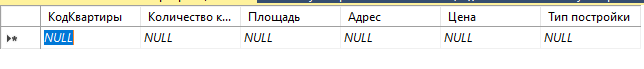 КодКвартиры Количество к... Площадь Адрес Цена Тип постройки
NULL NULL NULL NULL NULL NULL